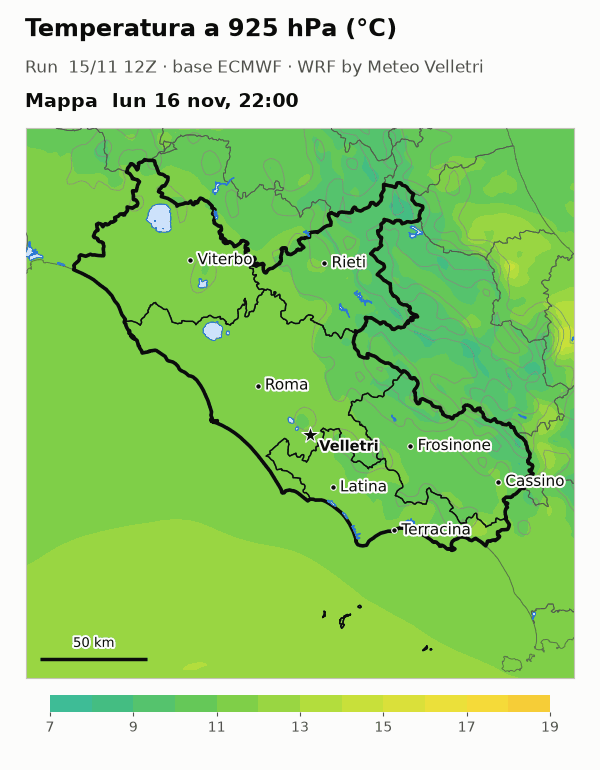 Temperatura a 925 hPa (°C)
Run  15/11 12Z · base ECMWF · WRF by Meteo Velletri
Mappa  lun 16 nov, 22:00
Viterbo
Rieti
Roma
Velletri
Frosinone
Latina
Cassino
Terracina
50 km
7 9 11 13 15 17 19